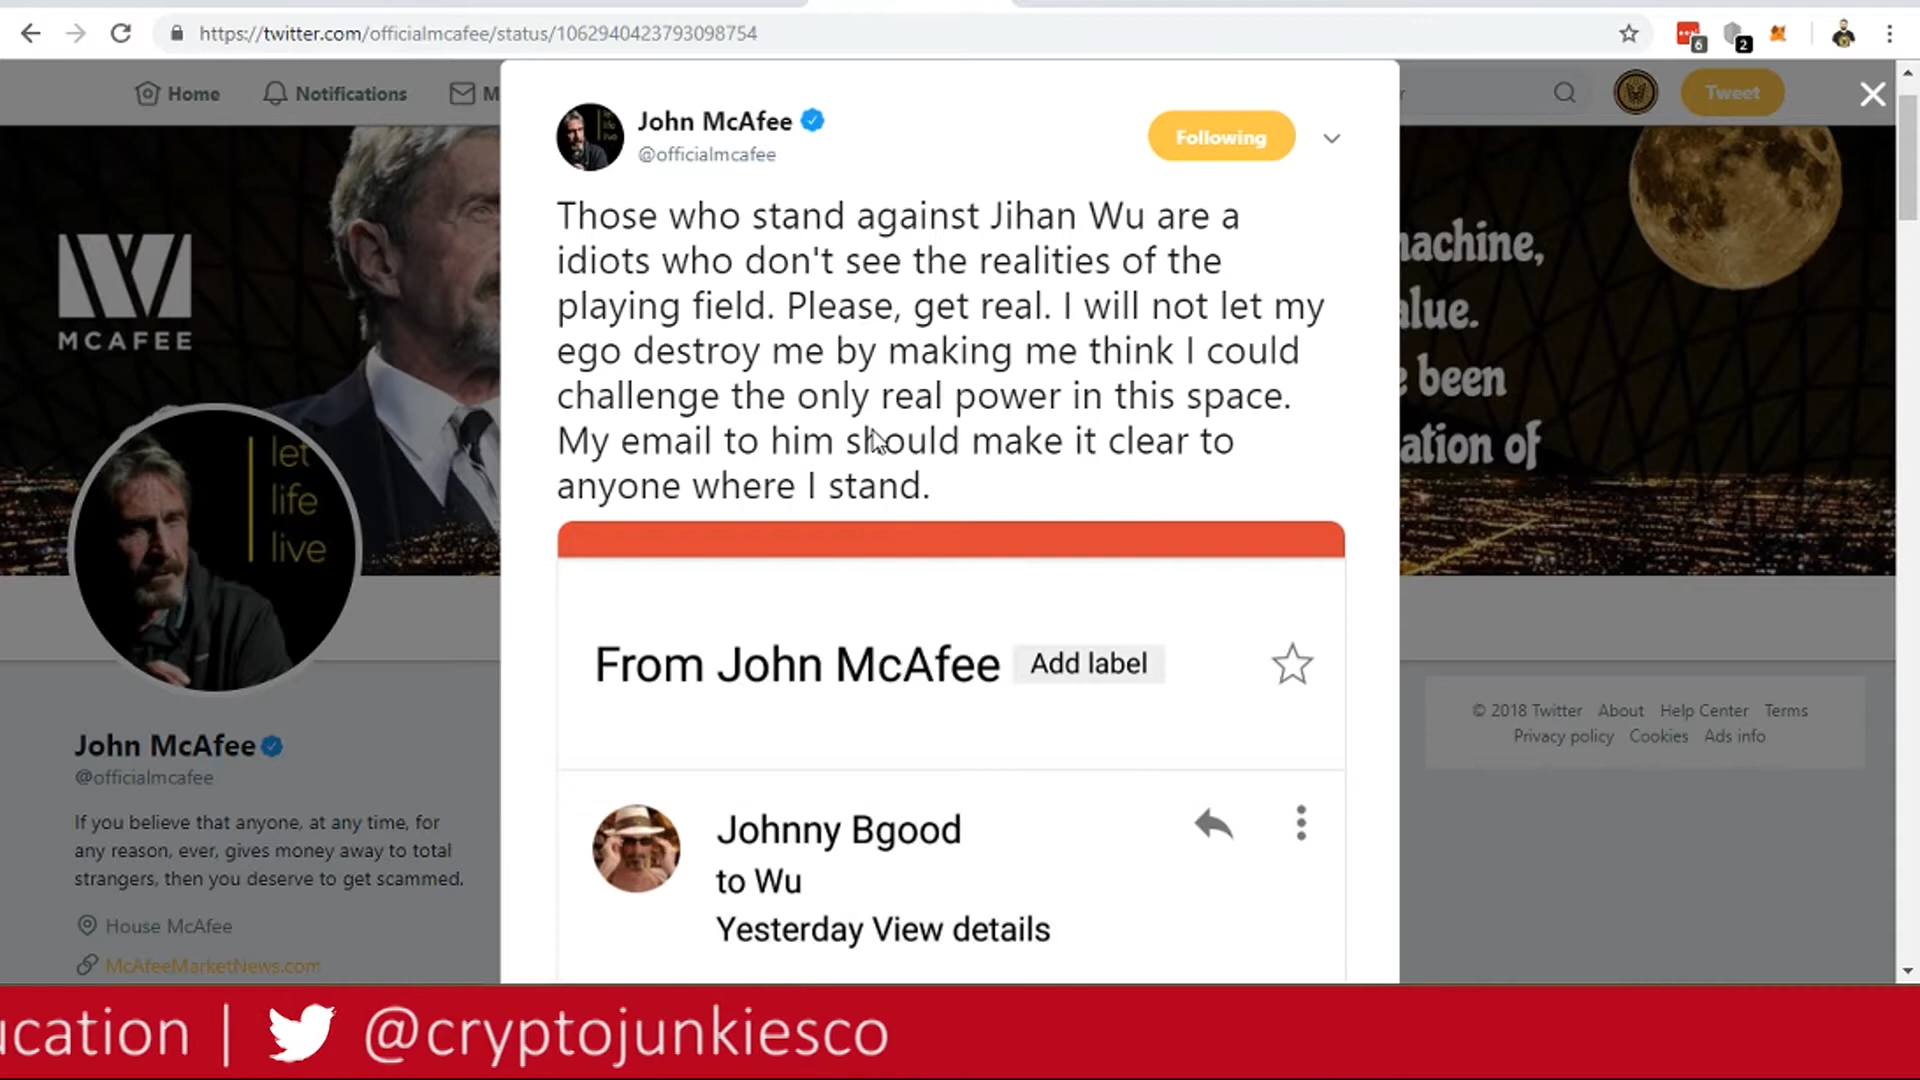 https://twitter.com/officialmcafee/status/1062940423793098754
6
2
Home
Notifications
M
r
Tweet
John McAfee
@officialmcafee
Following
Those who stand against Jihan Wu are a
idiots who don't see the realities of the
playing field. Please, get real. I will not let my
ego destroy me by making me think I could
challenge the only real power in this space.
My email to him should make it clear to
anyone where I stand.
From John McAfee Add label
Johnny Bgood
to Wu
Yesterday View details
MCAFEE
let
life
live
John McAfee
@officialmcafee
If you believe that anyone, at any time, for
any reason, ever, gives money away to total
strangers, then you deserve to get scammed.
House McAfee
McAfeeMarketNews.com
nachine,
alue.
e been
ation of
© 2018 Twitter About Help Center Terms
Privacy policy Cookies Ads info
ucation | @cryptojunkiesco